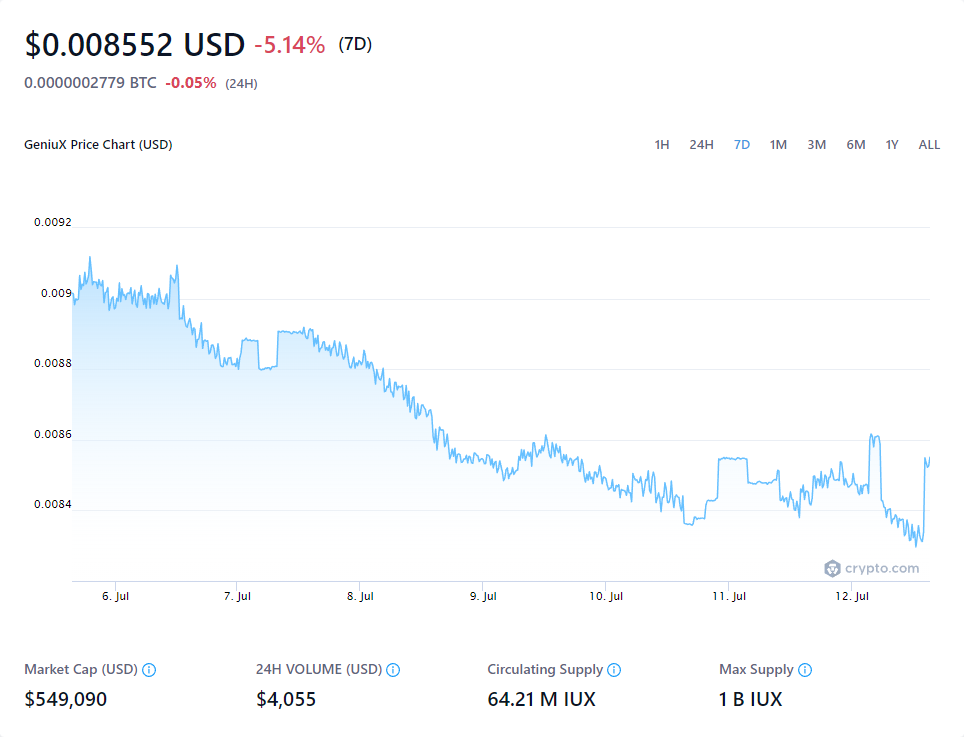 $0.008552 USD -5.14% (7D)
0.0000002779 BTC -0.05% (24H)
GeniuX Price Chart (USD) 1H 24H 7D 1M 3M 6M 1Y ALL
0.0092
0.009
0.0088
0.0086
0.0084
crypto.com
6. Jul 7. Jul 8. Jul 9. Jul 10. Jul 11. Jul 12. Jul
Market Cap (USD) 24H VOLUME (USD) Circulating Supply Max Supply
$549,090 $4,055 64.21 M IUX 1 B IUX